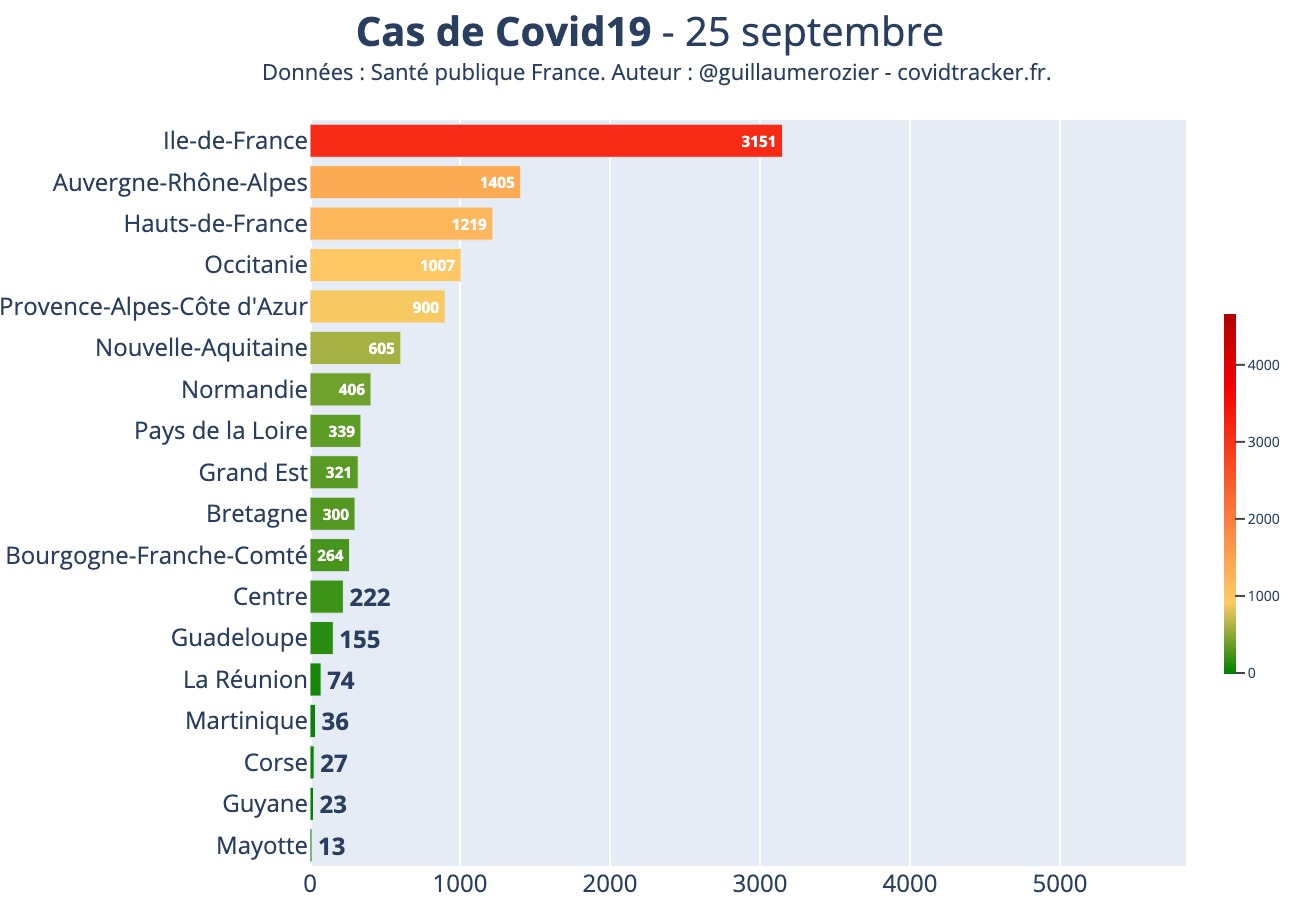 Cas de Covid19 - 25 septembre
Données : Santé publique France. Auteur : @guillaumerozier - covidtracker.fr.
Ile-de-France 3151
Auvergne-Rhône-Alpes 1405
Hauts-de-France 1219
Occitanie 1007
Provence-Alpes-Côte d'Azur 900
Nouvelle-Aquitaine 605
Normandie 406
Pays de la Loire 339
Grand Est 321
Bretagne 300
Bourgogne-Franche-Comté 264
Centre 222
Guadeloupe 155
La Réunion 74
Martinique 36
Corse 27
Guyane 23
Mayotte 13
0 1000 2000 3000 4000 5000
4000
3000
2000
1000
0